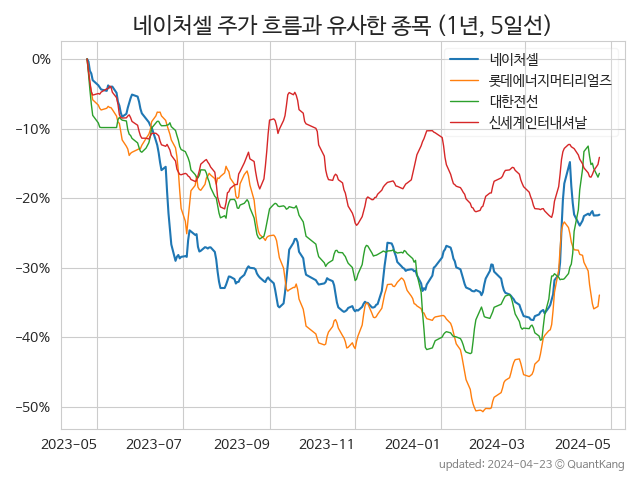 네이처셀 주가 흐름과 유사한 종목 (1년, 5일선)
네이처셀
롯데에너지머티리얼즈
대한전선
신세계인터내셔날
0%
−10%
−20%
−30%
−40%
−50%
2023-05 2023-07 2023-09 2023-11 2024-01 2024-03 2024-05
updated: 2024-04-23 © QuantKang